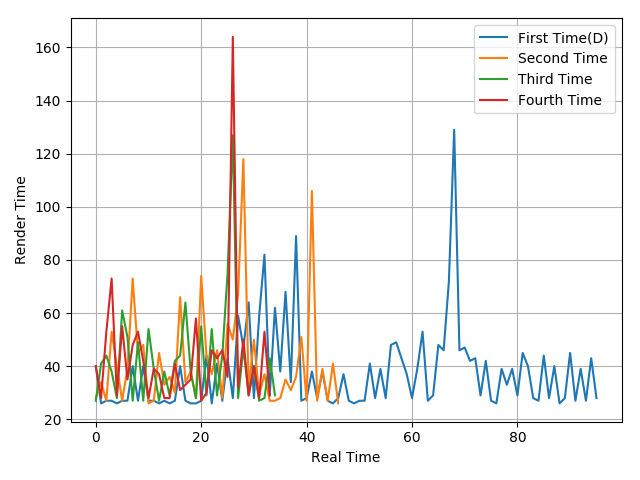 First Time(D)
Second Time
Third Time
Fourth Time
160
140
120
100
80
60
40
20
Render Time
0 20 40 60 80
Real Time